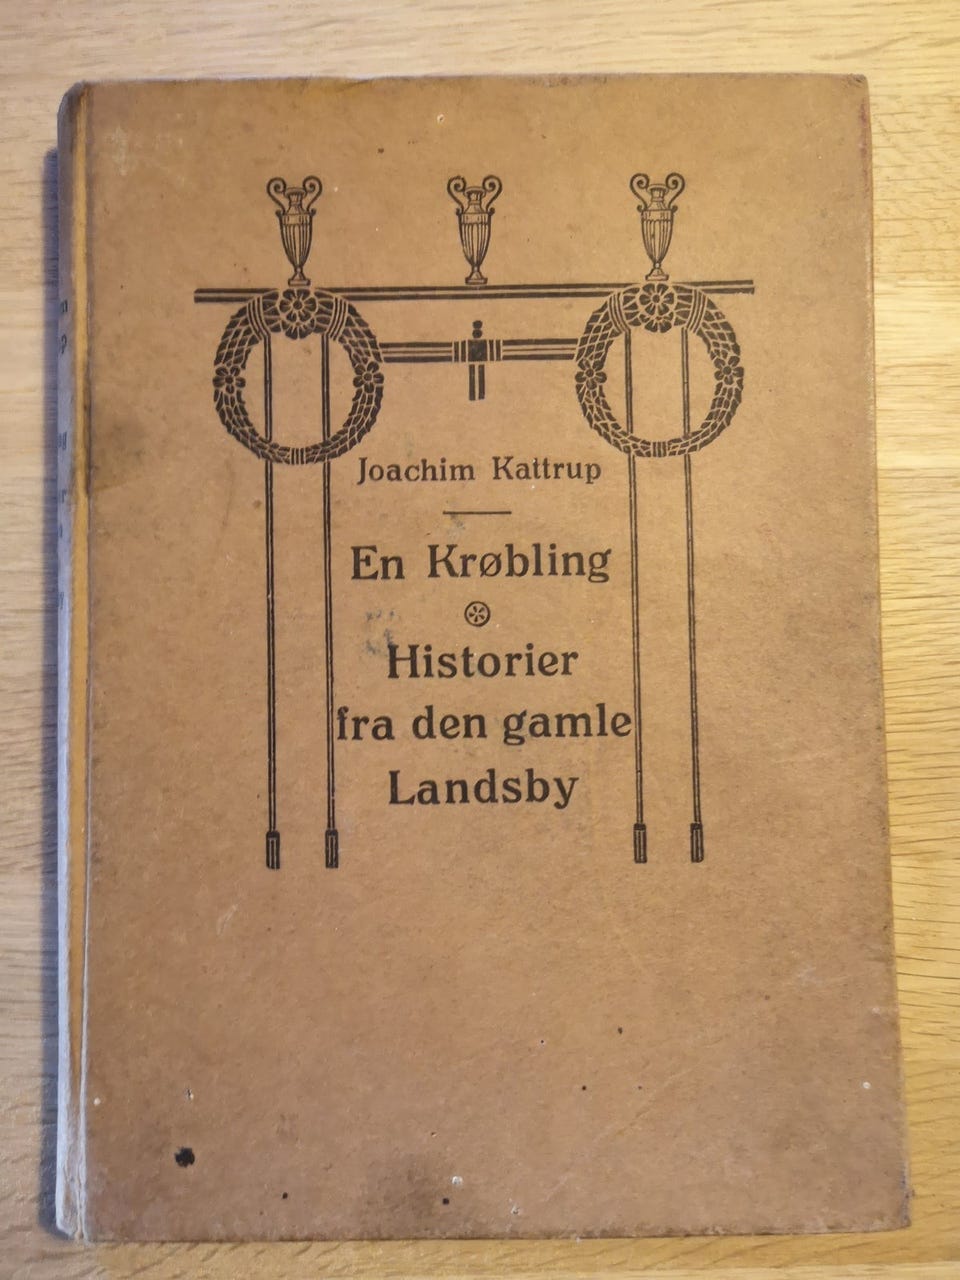 Joachim Kattrup
En Krøbling
Historier
fra den gamle
Landsby